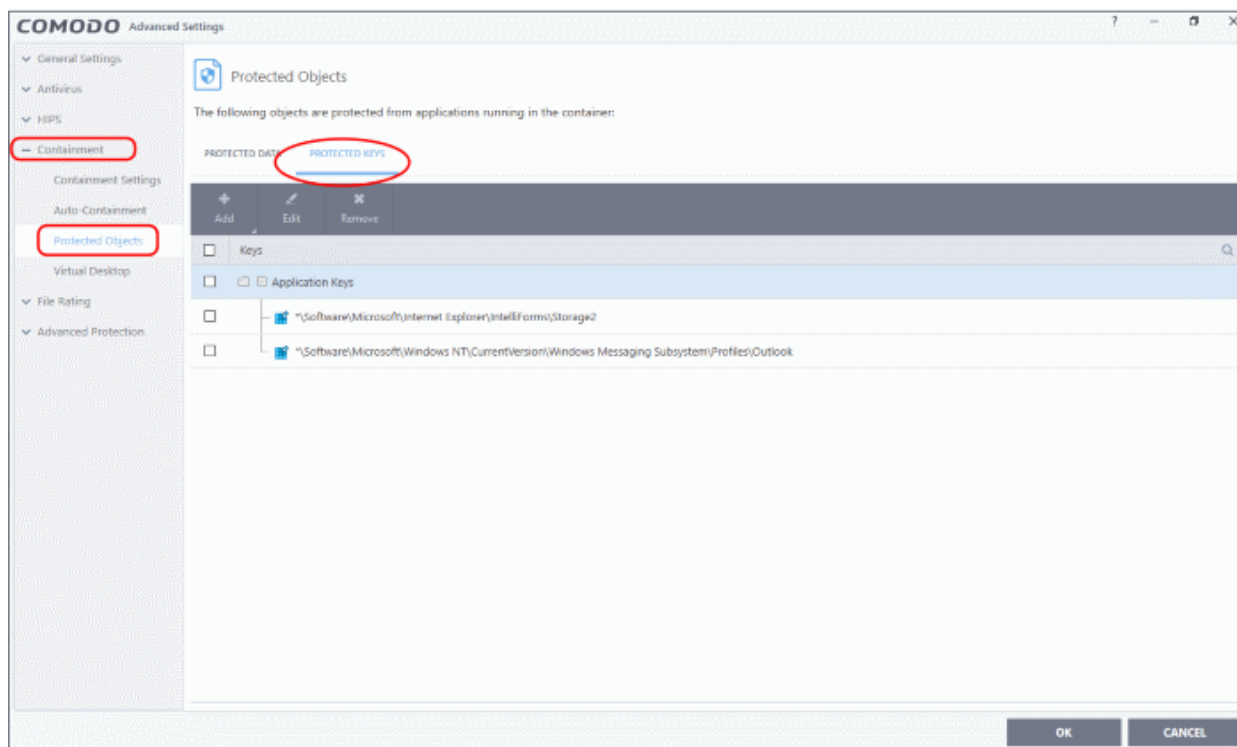 COMODO Advanced Settings ? – X
General Settings
Antivirus
HIPS
Containment
Containment Settings
Auto-Containment
Protected Objects
Virtual Desktop
File Rating
Advanced Protection
Protected Objects
The following objects are protected from applications running in the container:
PROTECTED DATA PROTECTED KEYS
Add Edit Remove
Keys
Application Keys
*\Software\Microsoft\Internet Explorer\IntelliForms\Storage2
*\Software\Microsoft\Windows NT\CurrentVersion\Windows Messaging Subsystem\Profiles\Outlook
OK CANCEL